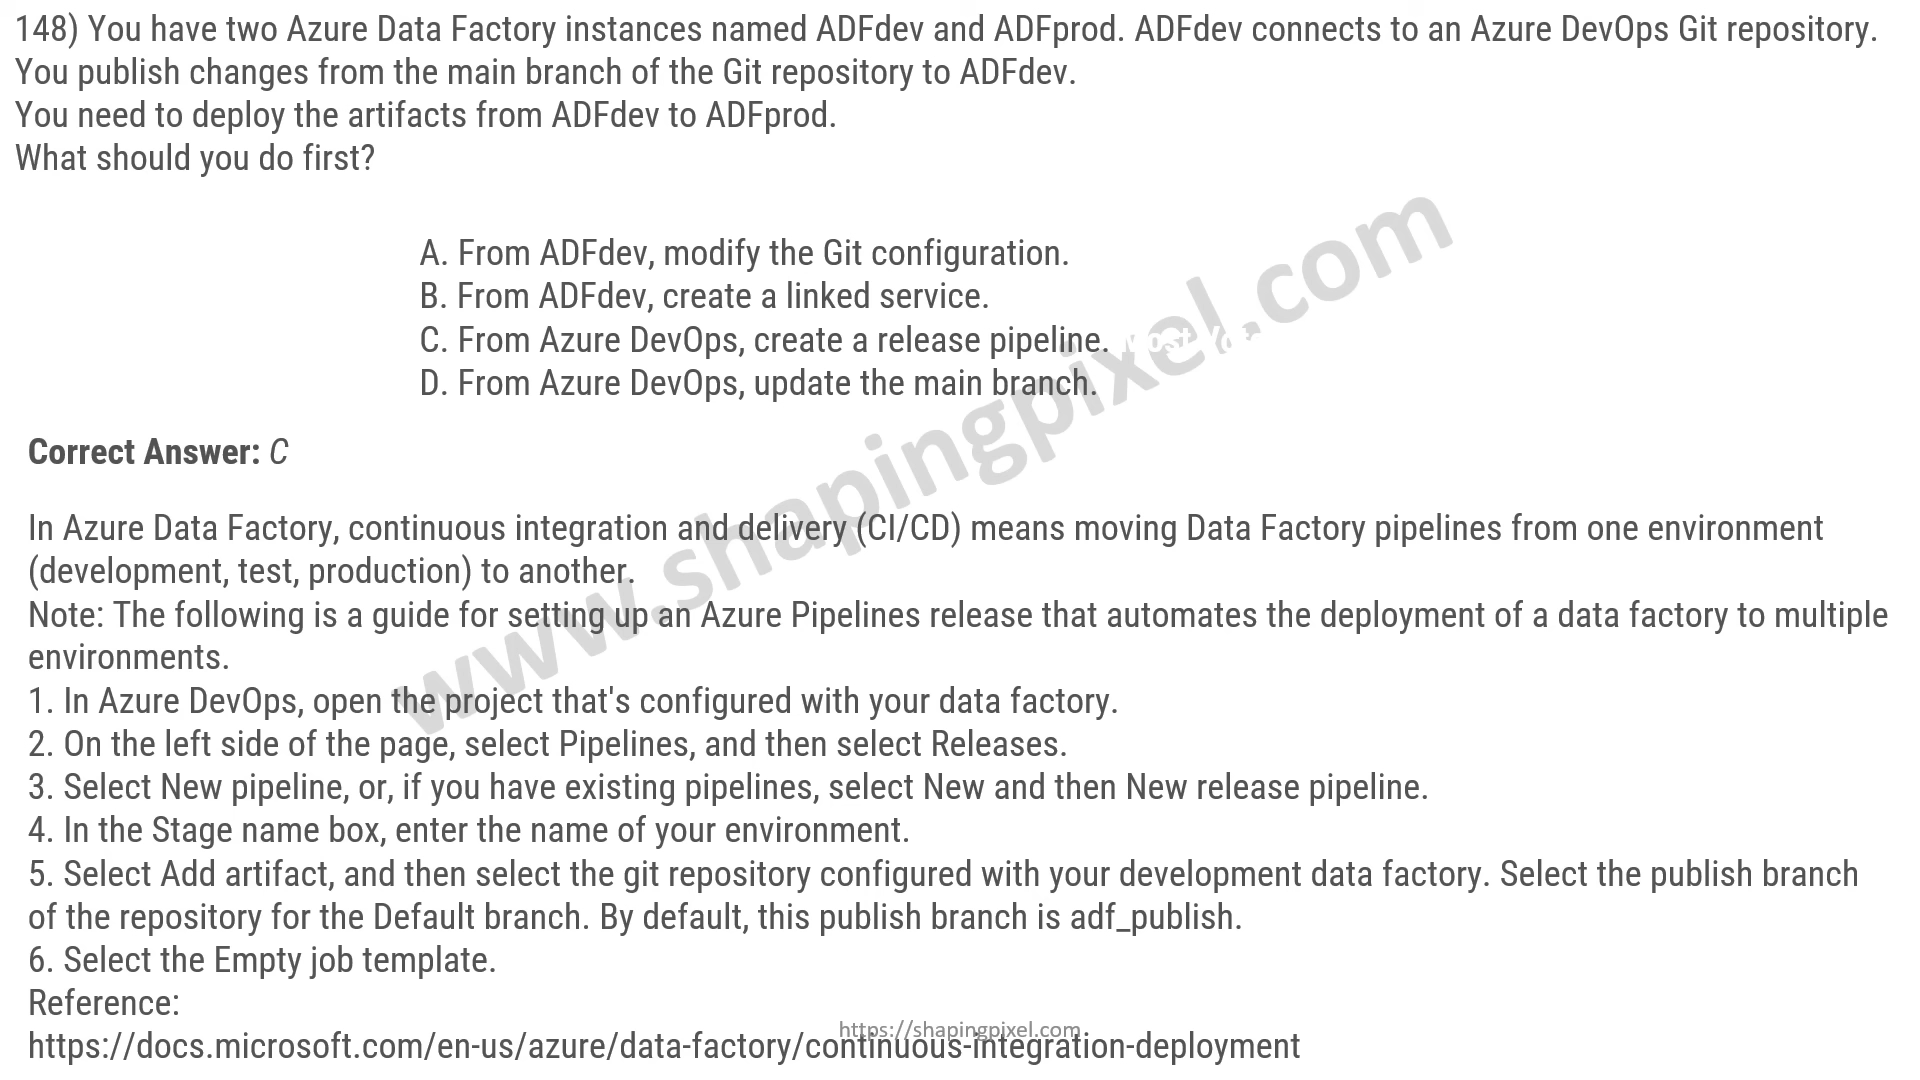 148) You have two Azure Data Factory instances named ADFdev and ADFprod. ADFdev connects to an Azure DevOps Git repository.
You publish changes from the main branch of the Git repository to ADFdev.
You need to deploy the artifacts from ADFdev to ADFprod.
What should you do first?
A. From ADFdev, modify the Git configuration.
B. From ADFdev, create a linked service.
C. From Azure DevOps, create a release pipeline.
D. From Azure DevOps, update the main branch.
www.shapingpixel.com
Correct Answer: C
In Azure Data Factory, continuous integration and delivery (CI/CD) means moving Data Factory pipelines from one environment
(development, test, production) to another.
Note: The following is a guide for setting up an Azure Pipelines release that automates the deployment of a data factory to multiple
environments.
1. In Azure DevOps, open the project that's configured with your data factory.
2. On the left side of the page, select Pipelines, and then select Releases.
3. Select New pipeline, or, if you have existing pipelines, select New and then New release pipeline.
4. In the Stage name box, enter the name of your environment.
5. Select Add artifact, and then select the git repository configured with your development data factory. Select the publish branch
of the repository for the Default branch. By default, this publish branch is adf_publish.
6. Select the Empty job template.
Reference:
https://shapingpixel.com
https://docs.microsoft.com/en-us/azure/data-factory/continuous-integration-deployment